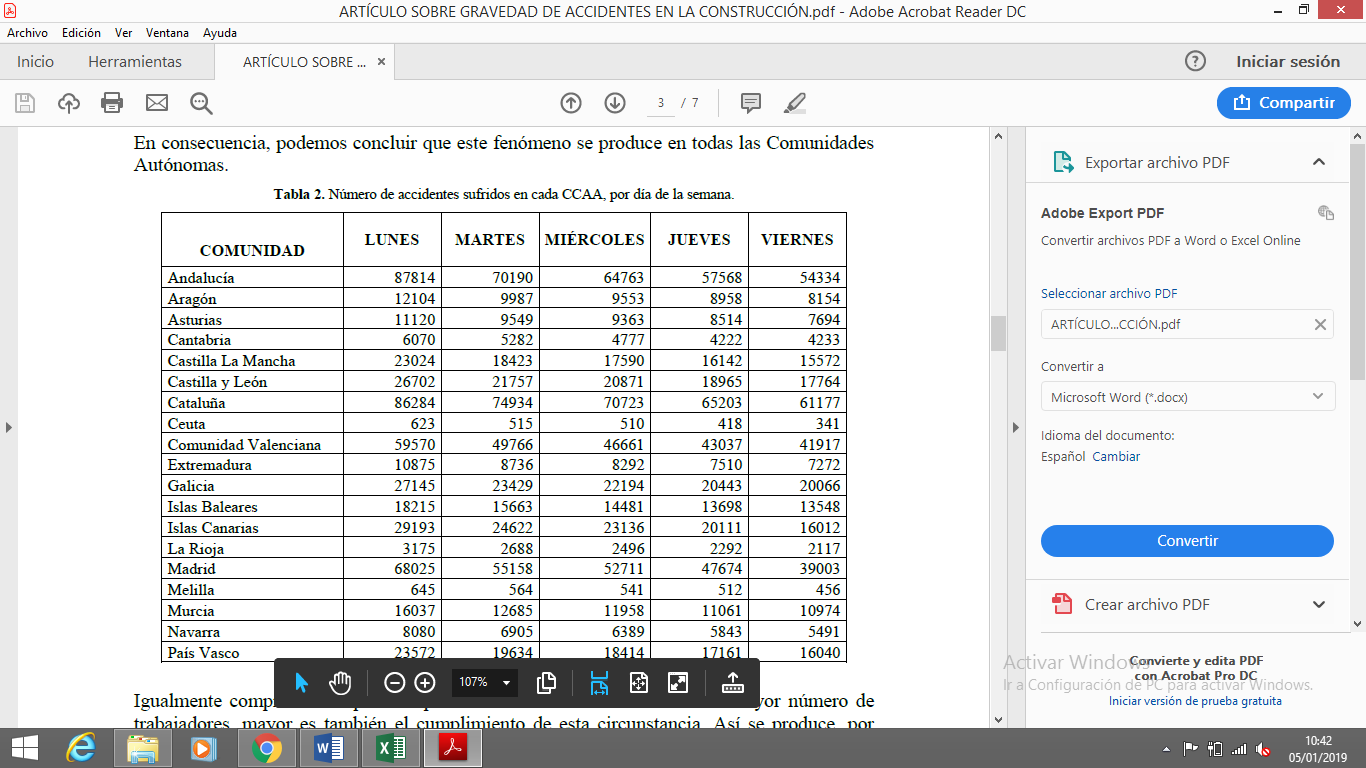 ARTÍCULO SOBRE GRAVEDAD DE ACCIDENTES EN LA CONSTRUCCIÓN.pdf - Adobe Acrobat Reader DC
Archivo Edición Ver Ventana Ayuda
Inicio Herramientas ARTÍCULO SOBRE ... × Iniciar sesión
3 / 7 Compartir
En consecuencia, podemos concluir que este fenómeno se produce en todas las Comunidades
Autónomas.
Tabla 2. Número de accidentes sufridos en cada CCAA, por día de la semana.
COMUNIDAD LUNES MARTES MIÉRCOLES JUEVES VIERNES
Andalucía 87814 70190 64763 57568 54334
Aragón 12104 9987 9553 8958 8154
Asturias 11120 9549 9363 8514 7694
Cantabria 6070 5282 4777 4222 4233
Castilla La Mancha 23024 18423 17590 16142 15572
Castilla y León 26702 21757 20871 18965 17764
Cataluña 86284 74934 70723 65203 61177
Ceuta 623 515 510 418 341
Comunidad Valenciana 59570 49766 46661 43037 41917
Extremadura 10875 8736 8292 7510 7272
Galicia 27145 23429 22194 20443 20066
Islas Baleares 18215 15663 14481 13698 13548
Islas Canarias 29193 24622 23136 20111 16012
La Rioja 3175 2688 2496 2292 2117
Madrid 68025 55158 52711 47674 39003
Melilla 645 564 541 512 456
Murcia 16037 12685 11958 11061 10974
Navarra 8080 6905 6389 5843 5491
País Vasco 23572 19634 18414 17161 16040
107%
Igualmente yor número de
trabajadores, mayor es también el cumplimiento de esta circunstancia. Así se produce, por
Exportar archivo PDF
Adobe Export PDF
Convertir archivos PDF a Word o Excel Online
Seleccionar archivo PDF
ARTÍCULO...CCIÓN.pdf
Convertir a
Microsoft Word (*.docx)
Idioma del documento:
Español Cambiar
Convertir
Crear archivo PDF
Convierte y edita PDF
con Acrobat Pro DC
Iniciar versión de prueba gratuita
Activar Windows
Ir a Configuración de PC para activar Windows.
10:42
05/01/2019